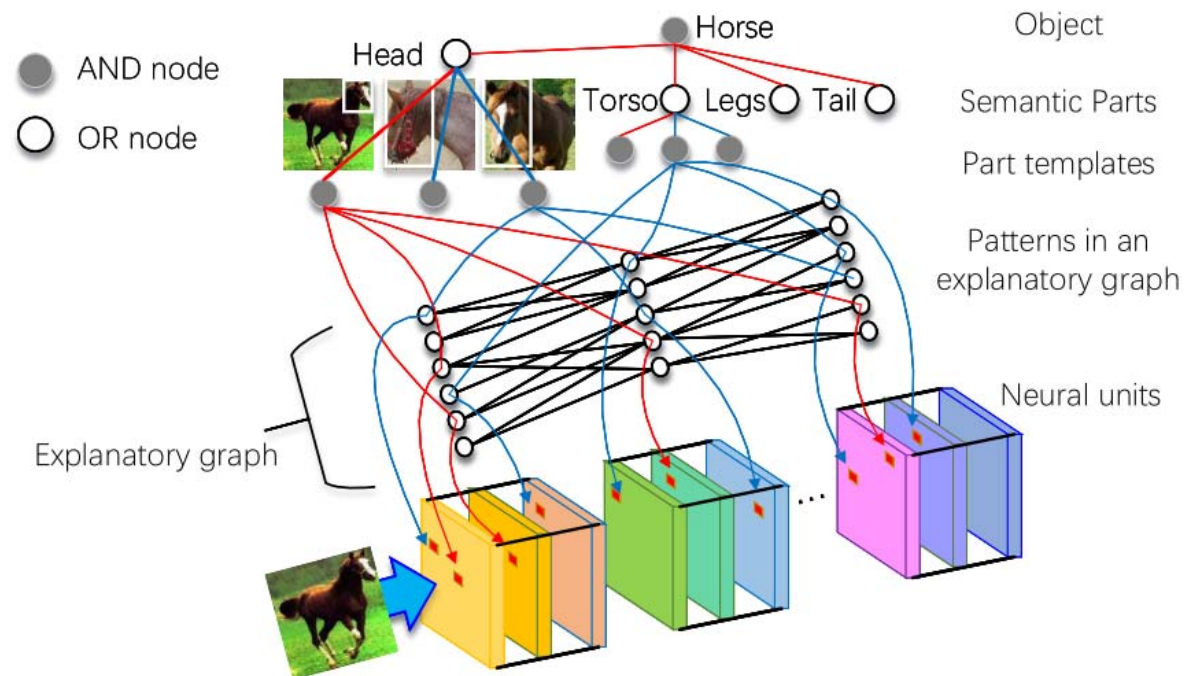 Horse
Object
Head
AND node
Torso
Legs
Tail
Semantic Parts
OR node
Part templates
Patterns in an
explanatory graph
Neural units
Explanatory graph
...